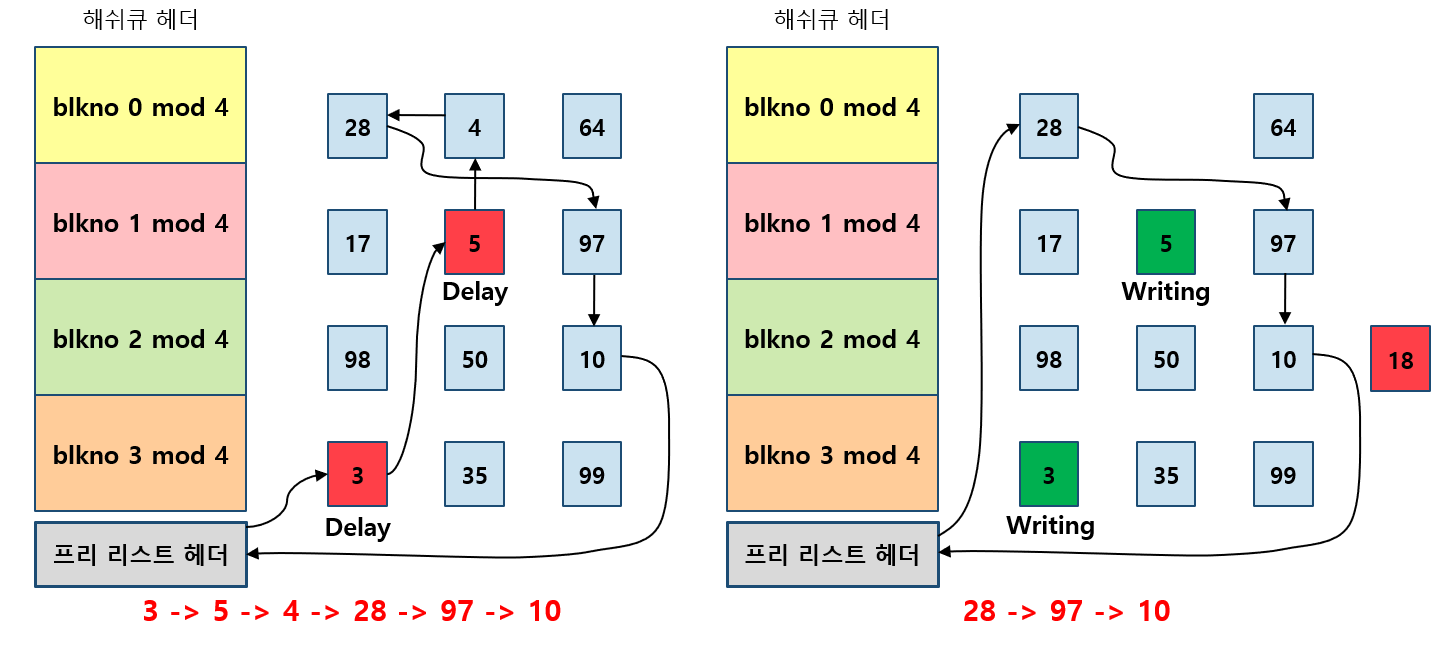 해쉬큐 헤더
blkno 0 mod 4
28 4 64
blkno 1 mod 4
17 5 97
Delay
blkno 2 mod 4
98 50 10
blkno 3 mod 4
3 35 99
Delay
프리 리스트 헤더
3 -> 5 -> 4 -> 28 -> 97 -> 10
해쉬큐 헤더
blkno 0 mod 4
28 64
blkno 1 mod 4
17 5 97
Writing
blkno 2 mod 4
98 50 10 18
blkno 3 mod 4
3 35 99
Writing
프리 리스트 헤더
28 -> 97 -> 10